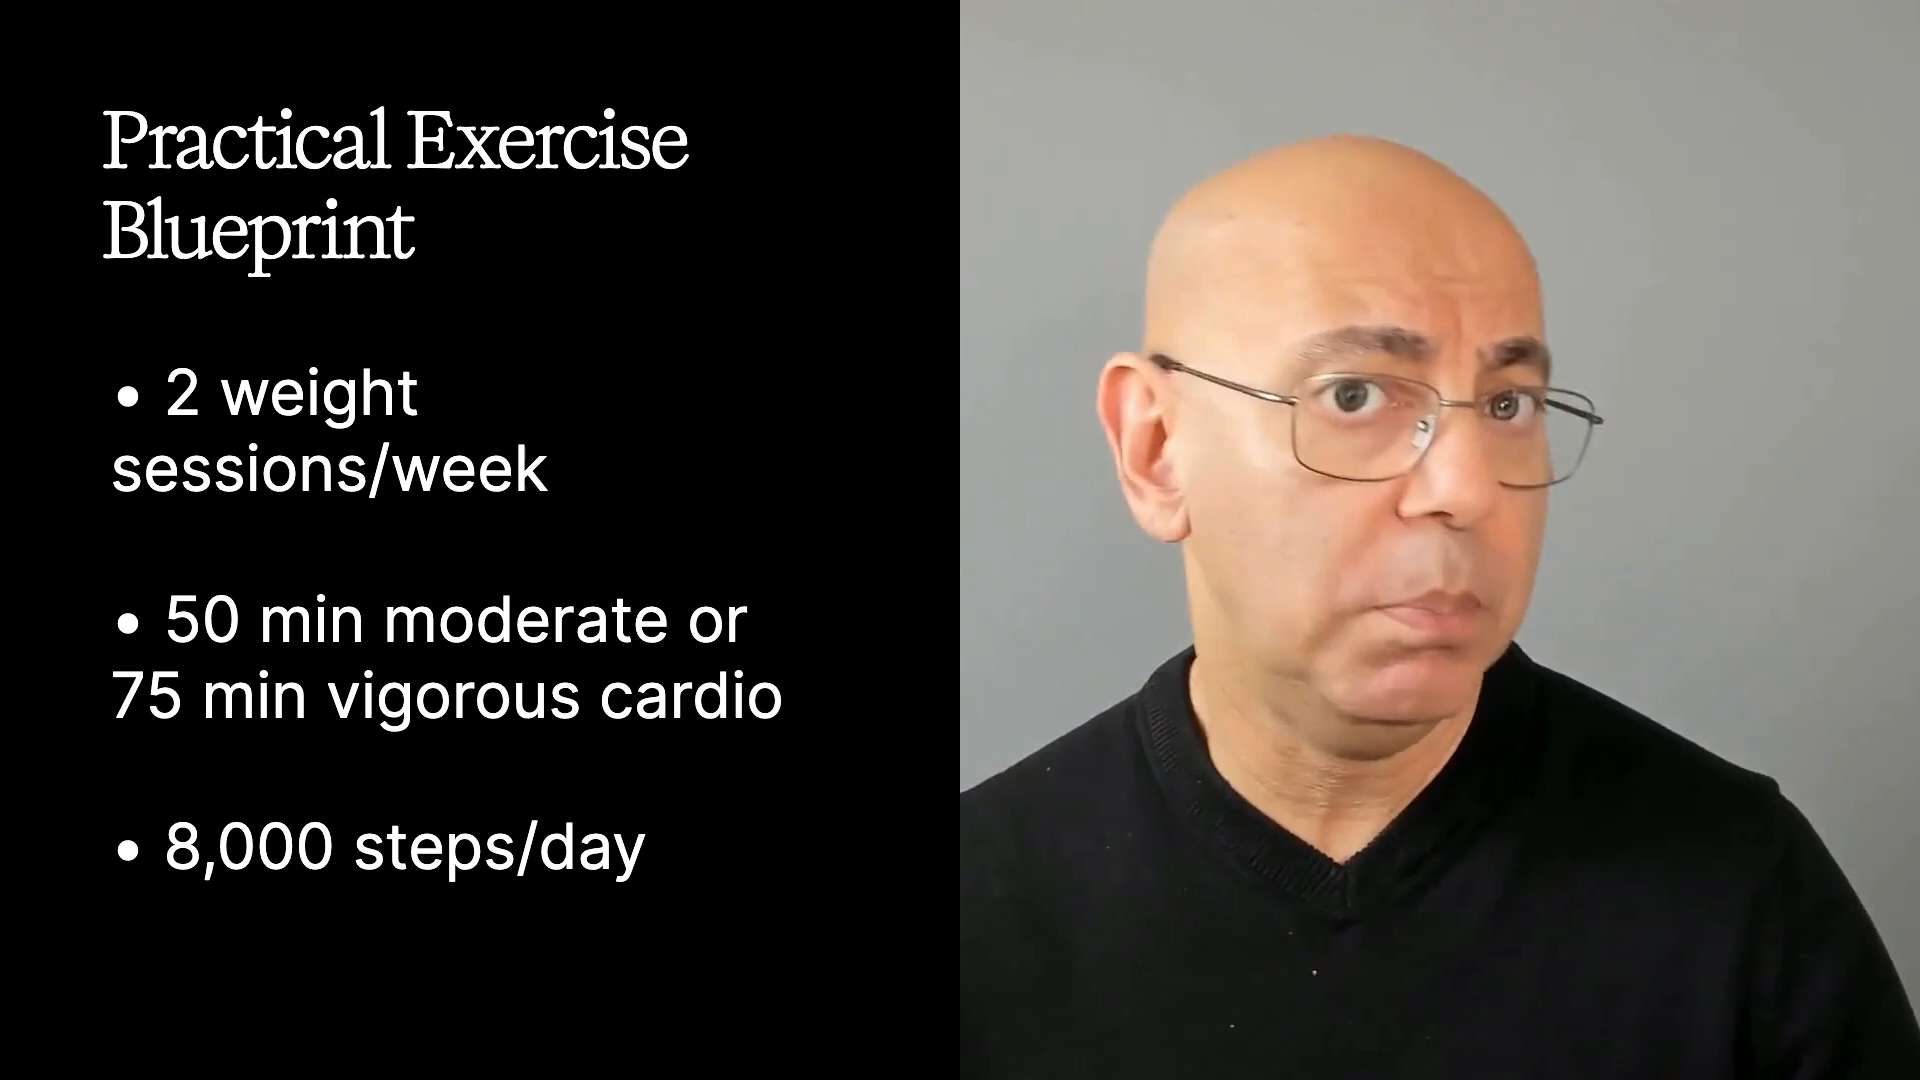 Practical Exercise
Blueprint
• 2 weight
sessions/week
• 50 min moderate or
75 min vigorous cardio
• 8,000 steps/day